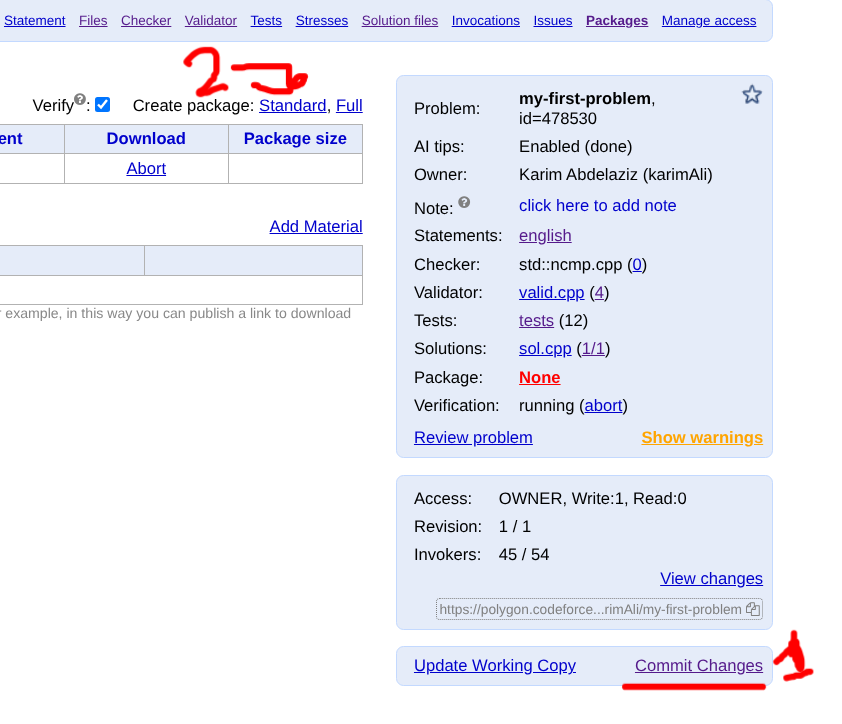 Statement Files Checker Validator Tests Stresses Solution files Invocations Issues Packages Manage access
2
Verify?: Create package: Standard, Full
ent Download Package size
Abort
Add Material
r example, in this way you can publish a link to download
Problem: my-first-problem,
id=478530
AI tips: Enabled (done)
Owner: Karim Abdelaziz (karimAli)
Note: ? click here to add note
Statements: english
Checker: std::ncmp.cpp (0)
Validator: valid.cpp (4)
Tests: tests (12)
Solutions: sol.cpp (1/1)
Package: None
Verification: running (abort)
Review problem Show warnings
Access: OWNER, Write:1, Read:0
Revision: 1 / 1
Invokers: 45 / 54
View changes
https://polygon.codeforce...rimAli/my-first-problem
Update Working Copy Commit Changes
1